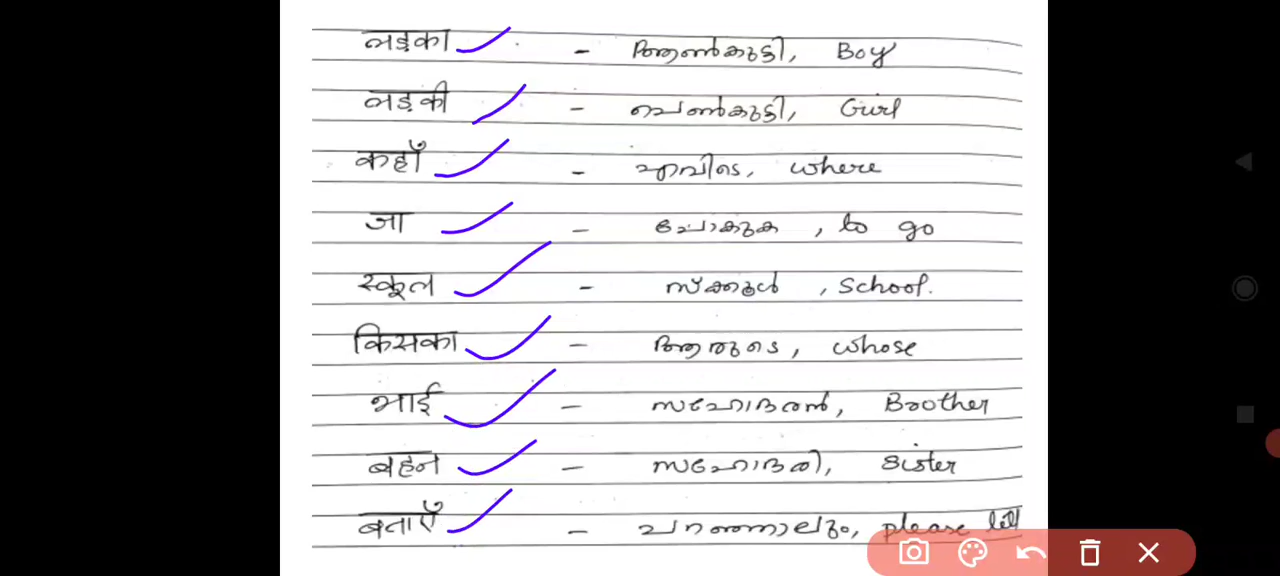 लड़का - ആൺകുട്ടി, Boy
लड़की - പെൺകുട്ടി, Girl
कहाँ - എവിടെ, where
जा - പോകുക , to go
स्कूल - സ്ക്കൂൾ , School.
किसका - ആരുടെ, whose
भाई - സഹോദരൻ, Brother
बहन - സഹോദരി, Sister
बताएँ - പറഞ്ഞാലും, please